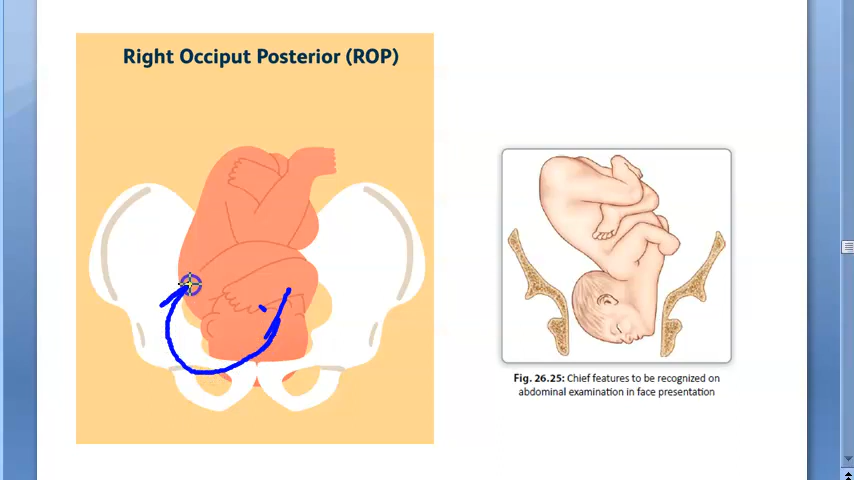 Right Occiput Posterior (ROP)
Fig. 26.25: Chief features to be recognized on
abdominal examination in face presentation